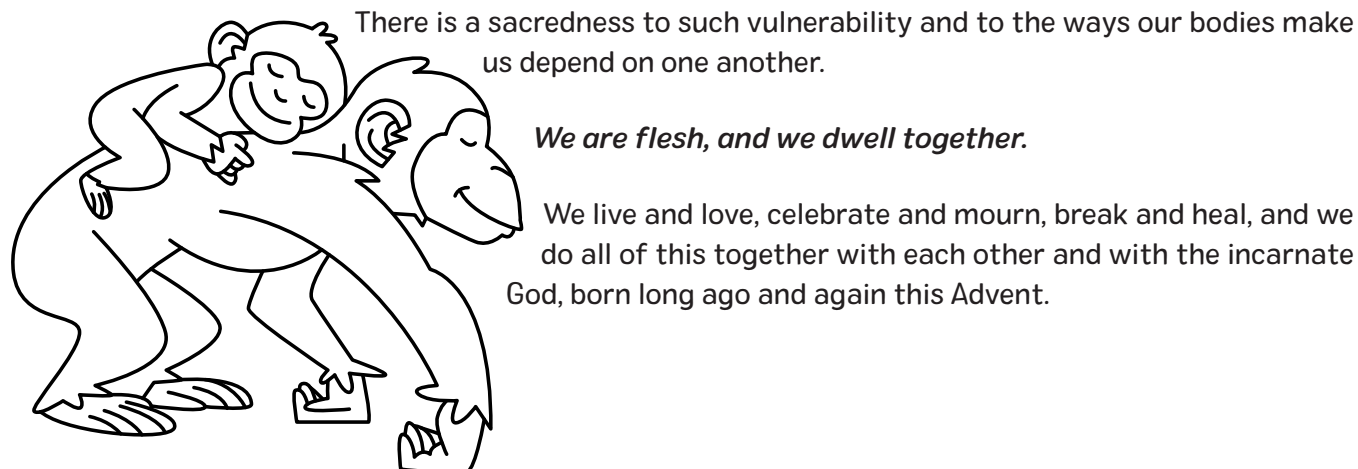 There is a sacredness to such vulnerability and to the ways our bodies make
us depend on one another.
We are flesh, and we dwell together.
We live and love, celebrate and mourn, break and heal, and we
do all of this together with each other and with the incarnate
God, born long ago and again this Advent.